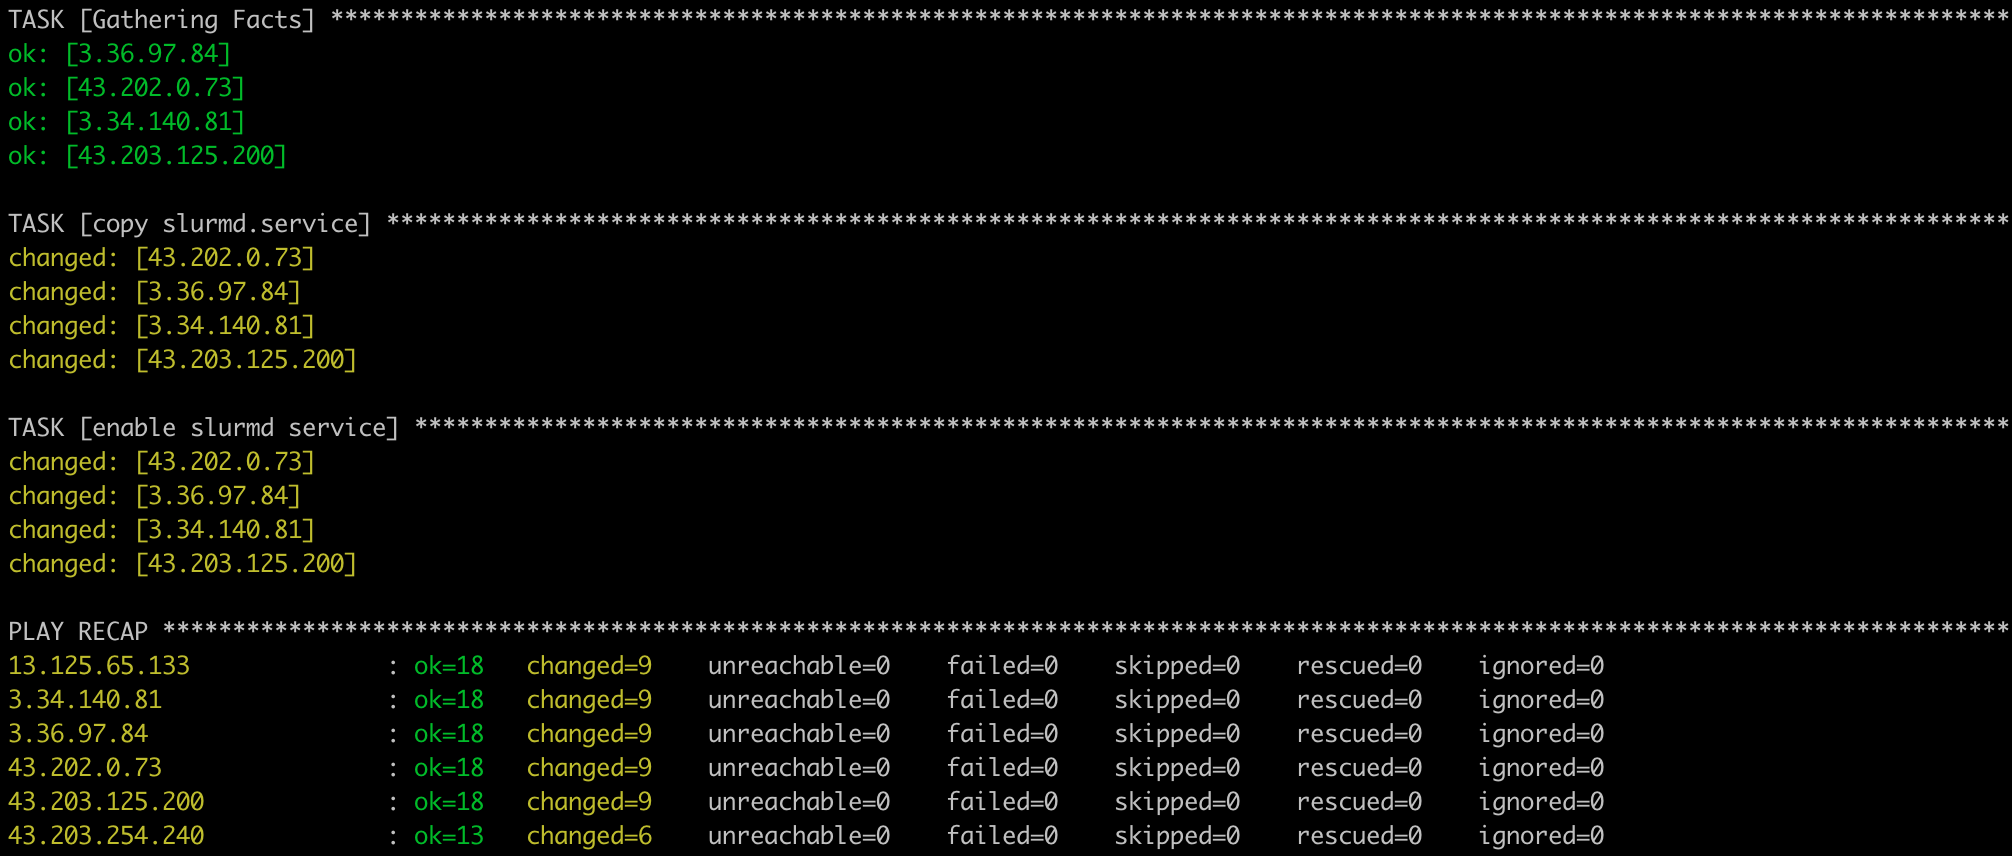 TASK [Gathering Facts] ************************************************************************************************************************
ok: [3.36.97.84]
ok: [43.202.0.73]
ok: [3.34.140.81]
ok: [43.203.125.200]
TASK [copy slurmd.service] ********************************************************************************************************************
changed: [43.202.0.73]
changed: [3.36.97.84]
changed: [3.34.140.81]
changed: [43.203.125.200]
TASK [enable slurmd service] ******************************************************************************************************************
changed: [43.202.0.73]
changed: [3.36.97.84]
changed: [3.34.140.81]
changed: [43.203.125.200]
PLAY RECAP ************************************************************************************************************************************
13.125.65.133 : ok=18 changed=9 unreachable=0 failed=0 skipped=0 rescued=0 ignored=0
3.34.140.81 : ok=18 changed=9 unreachable=0 failed=0 skipped=0 rescued=0 ignored=0
3.36.97.84 : ok=18 changed=9 unreachable=0 failed=0 skipped=0 rescued=0 ignored=0
43.202.0.73 : ok=18 changed=9 unreachable=0 failed=0 skipped=0 rescued=0 ignored=0
43.203.125.200 : ok=18 changed=9 unreachable=0 failed=0 skipped=0 rescued=0 ignored=0
43.203.254.240 : ok=13 changed=6 unreachable=0 failed=0 skipped=0 rescued=0 ignored=0